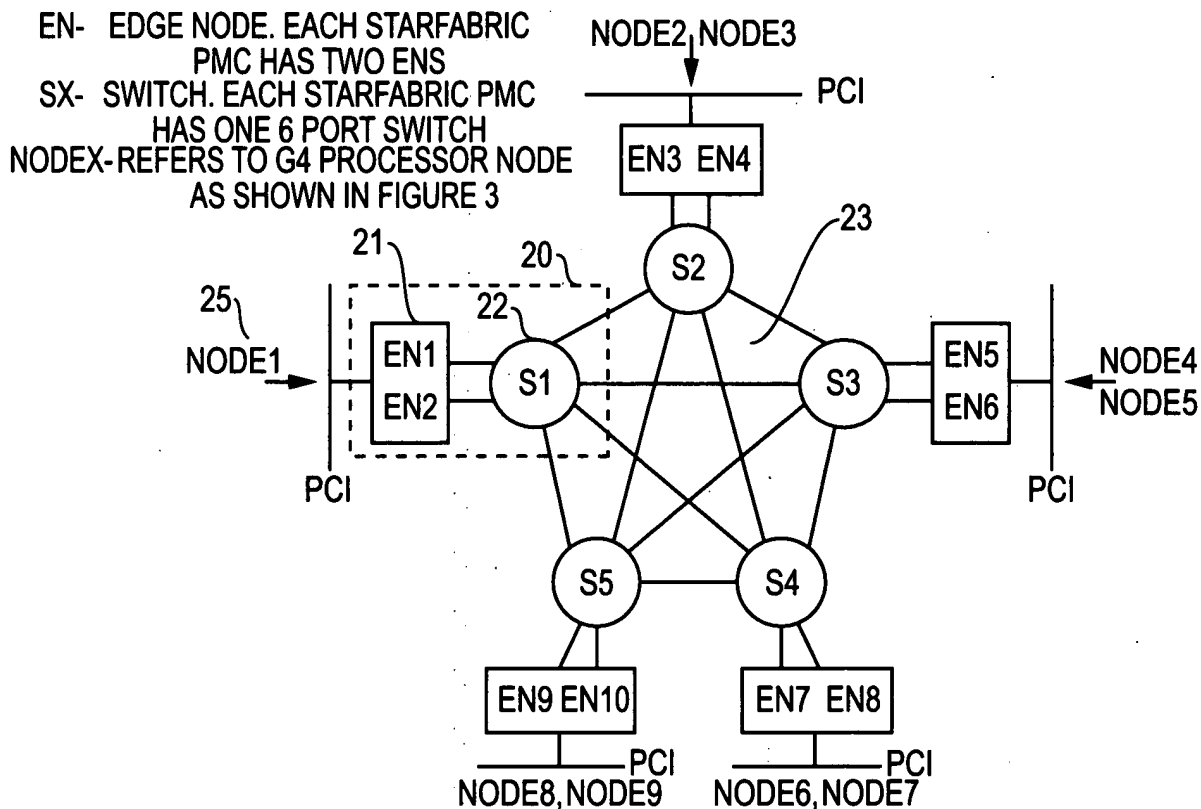 EN- EDGE NODE. EACH STARFABRIC
PMC HAS TWO ENS
SX- SWITCH. EACH STARFABRIC PMC
HAS ONE 6 PORT SWITCH
NODEX- REFERS TO G4 PROCESSOR NODE
AS SHOWN IN FIGURE 3
NODE2, NODE3
PCI
EN3 EN4
23
S2
21
20
22
25
NODE1
EN1
EN2
S1
S3
EN5
EN6
NODE4
NODE5
PCI
PCI
S5
S4
EN9 EN10
EN7 EN8
PCI
PCI
NODE8, NODE9
NODE6, NODE7